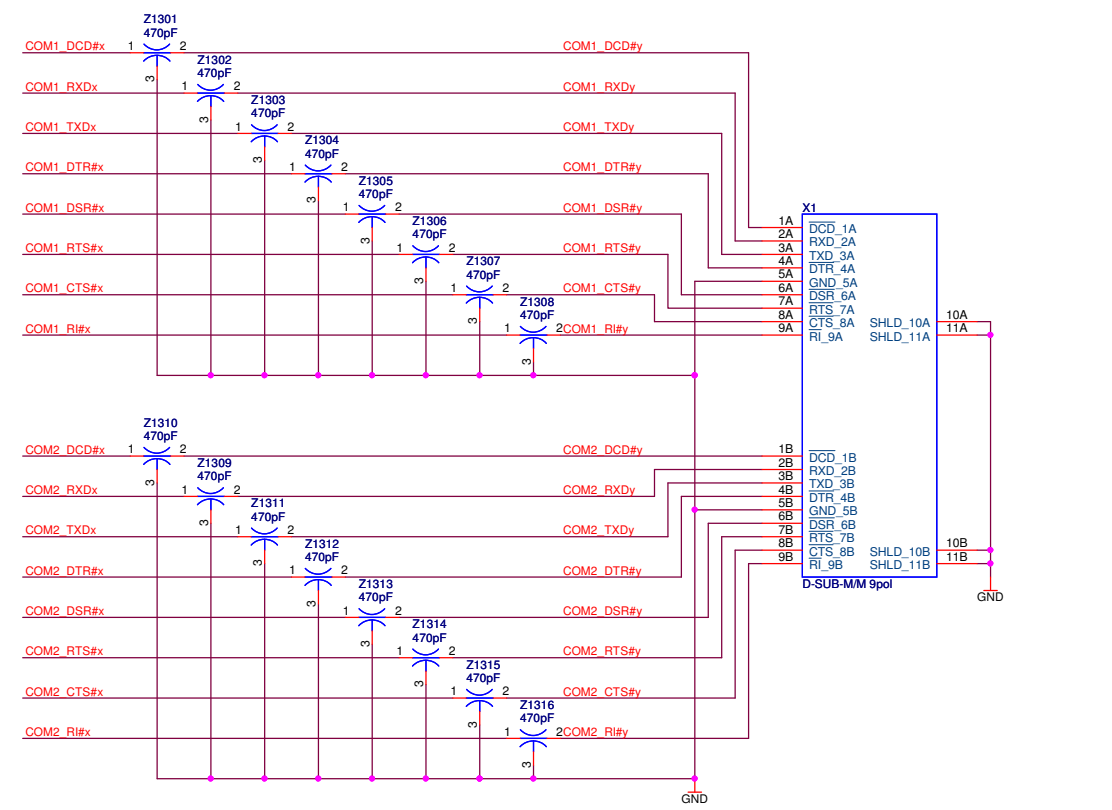 Z1301
470pF
COM1_DCD#x 1 2 COM1_DCD#y
3
Z1302
470pF
COM1_RXDx 1 2 COM1_RXDy
3
Z1303
470pF
COM1_TXDx 1 2 COM1_TXDy
3
Z1304
470pF
COM1_DTR#x 1 2 COM1_DTR#y
3
Z1305
470pF
COM1_DSR#x 1 2 COM1_DSR#y
3
Z1306
470pF
COM1_RTS#x 1 2 COM1_RTS#y
3
Z1307
470pF
COM1_CTS#x 1 2 COM1_CTS#y
3
Z1308
470pF
COM1_RI#x 1 2 COM1_RI#y
3
X1
1A DCD_1A
2A RXD_2A
3A TXD_3A
4A DTR_4A
5A GND_5A
6A DSR_6A
7A RTS_7A
8A CTS_8A SHLD_10A 10A
9A RI_9A SHLD_11A 11A
Z1310
470pF
COM2_DCD#x 1 2 COM2_DCD#y
3
Z1309
470pF
COM2_RXDx 1 2 COM2_RXDy
3
Z1311
470pF
COM2_TXDx 1 2 COM2_TXDy
3
Z1312
470pF
COM2_DTR#x 1 2 COM2_DTR#y
3
Z1313
470pF
COM2_DSR#x 1 2 COM2_DSR#y
3
Z1314
470pF
COM2_RTS#x 1 2 COM2_RTS#y
3
Z1315
470pF
COM2_CTS#x 1 2 COM2_CTS#y
3
Z1316
470pF
COM2_RI#x 1 2 COM2_RI#y
3
1B DCD_1B
2B RXD_2B
3B TXD_3B
4B DTR_4B
5B GND_5B
6B DSR_6B
7B RTS_7B
8B CTS_8B SHLD_10B 10B
9B RI_9B SHLD_11B 11B
D-SUB-M/M 9pol
GND
GND